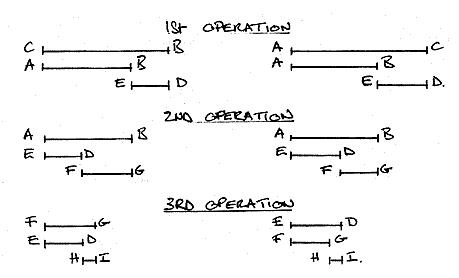 1St OPERATION
C B A C
A B A B
E D E D.
2ND OPERATION
A B A B
E D E D
F G F G
3RD OPERATION
F G E D
E D F G
H I H I.